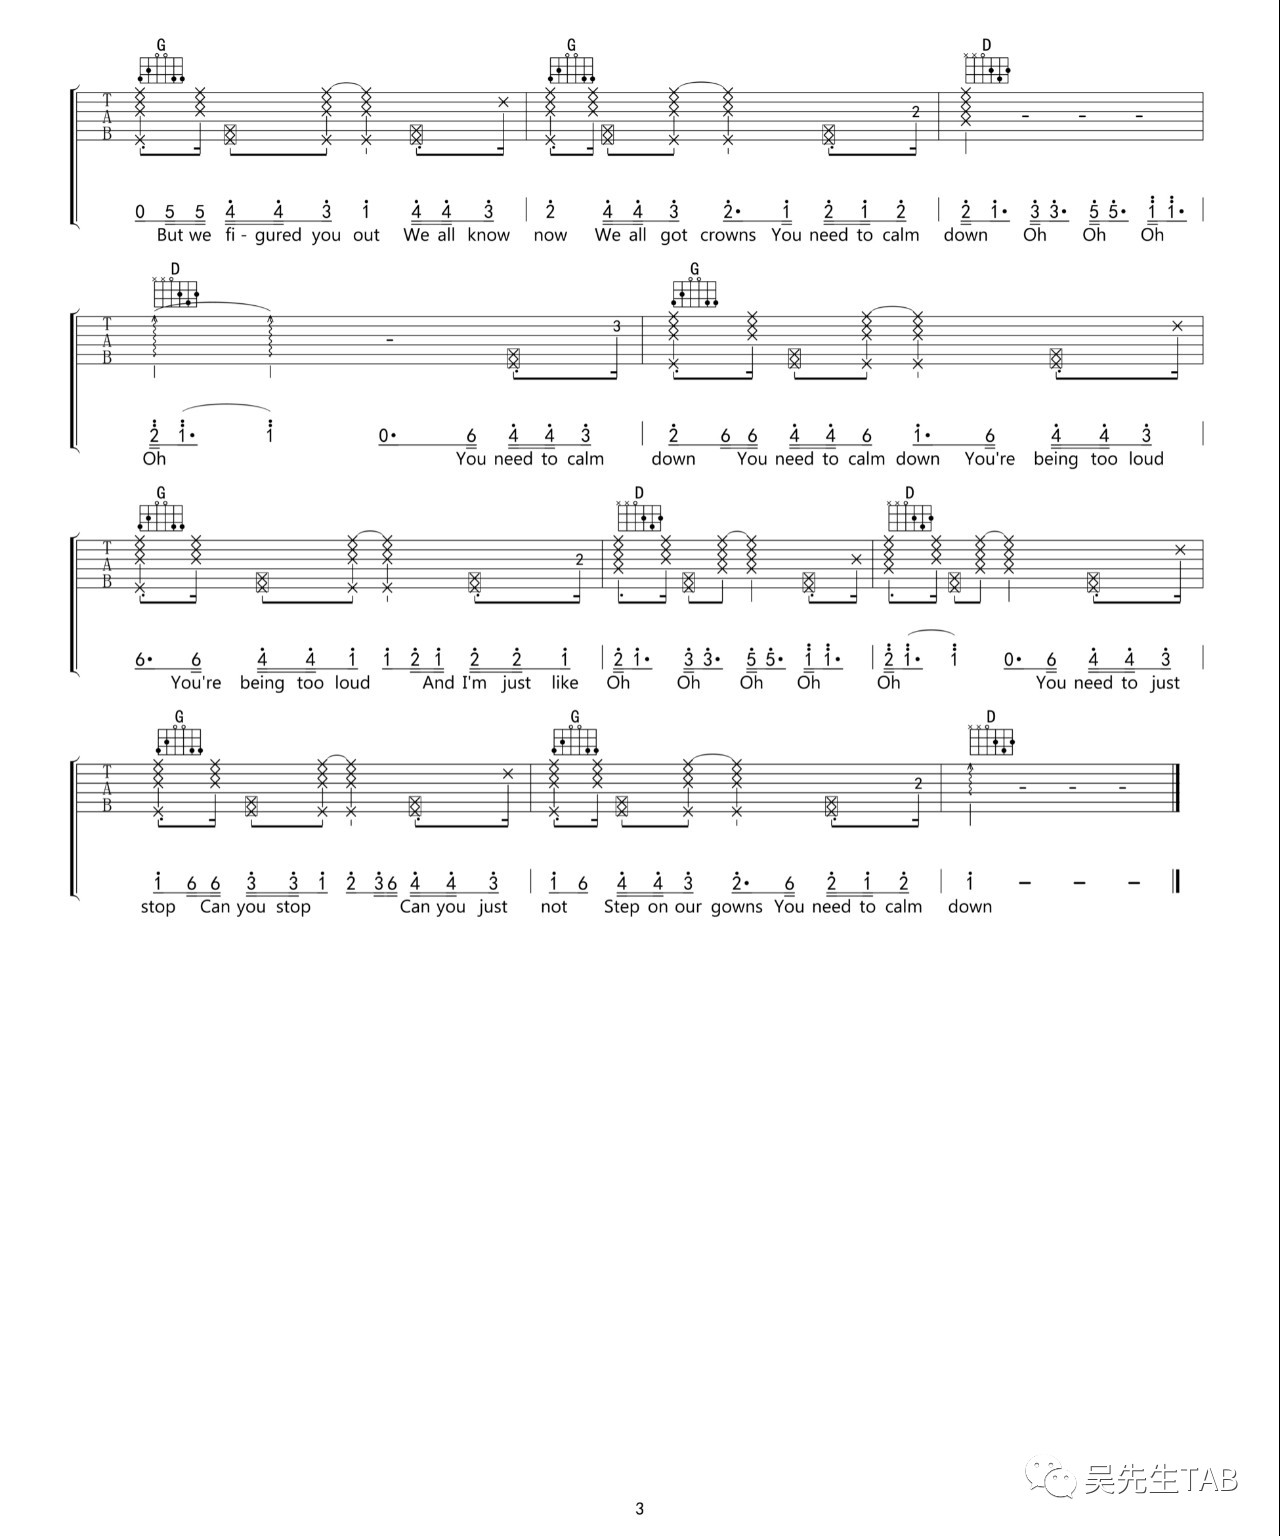 G G D
T
A
B
2
0 5 5 4 4 3 1 4 4 3 2 4 4 3 2· 1 2 1 2 2 1· 3 3· 5 5· 1 1·
But we fi - gured you out We all know now We all got crowns You need to calm down Oh Oh Oh
D G
T
A
B
3
2 1· 1 0· 6 4 4 3 2 6 6 4 4 6 1· 6 4 4 3
Oh You need to calm down You need to calm down You're being too loud
G D D
T
A
B
2
6· 6 4 4 1 1 2 1 2 2 1 2 1· 3 3· 5 5· 1 1· 2 1· 1 0· 6 4 4 3
You're being too loud And I'm just like Oh Oh Oh Oh Oh You need to just
G G D
T
A
B
2
1 6 6 3 3 1 2 3 6 4 4 3 1 6 4 4 3 2· 6 2 1 2 1 – – –
stop Can you stop Can you just not Step on our gowns You need to calm down
吴先生TAB
3